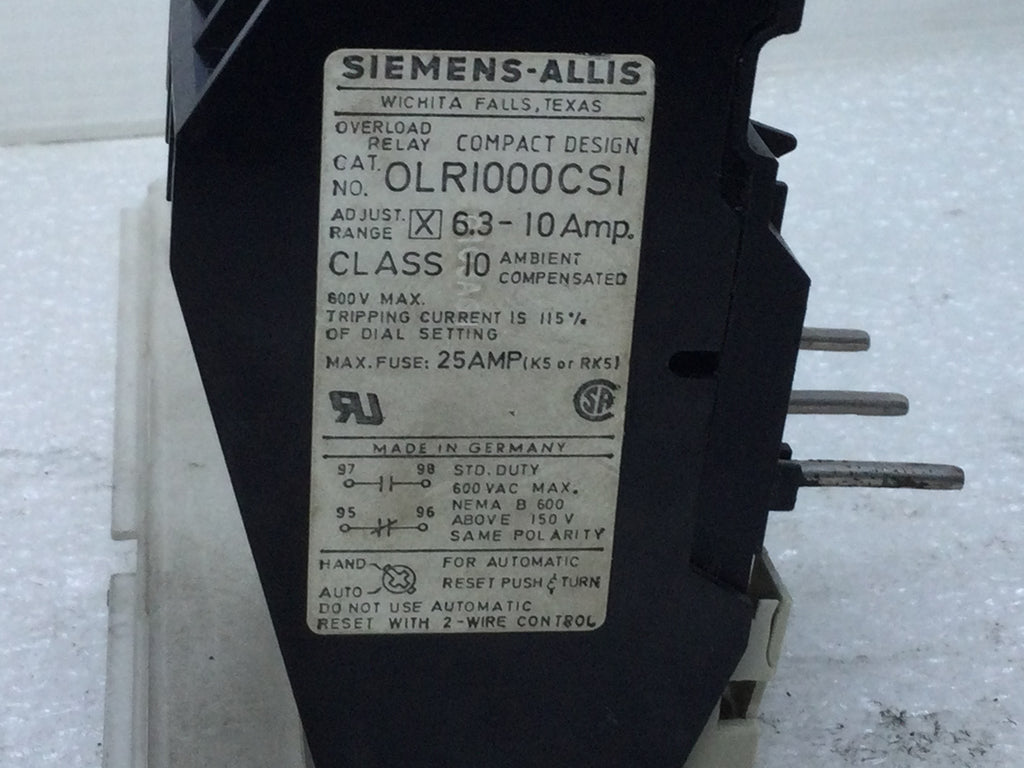 SIEMENS-ALLIS
WICHITA FALLS, TEXAS
OVERLOAD RELAY COMPACT DESIGN
CAT. NO. OLR1000CS1
ADJUST. RANGE X 6.3-10 Amp.
CLASS 10 AMBIENT COMPENSATED
600V MAX.
TRIPPING CURRENT IS 115%
OF DIAL SETTING
MAX. FUSE: 25AMP (K5 or RK5)
RU SA
MADE IN GERMANY
97 98 STD. DUTY
600 VAC MAX.
NEMA B 600
95 96 ABOVE 150 V
SAME POLARITY
HAND FOR AUTOMATIC
AUTO RESET PUSH & TURN
DO NOT USE AUTOMATIC
RESET WITH 2-WIRE CONTROL